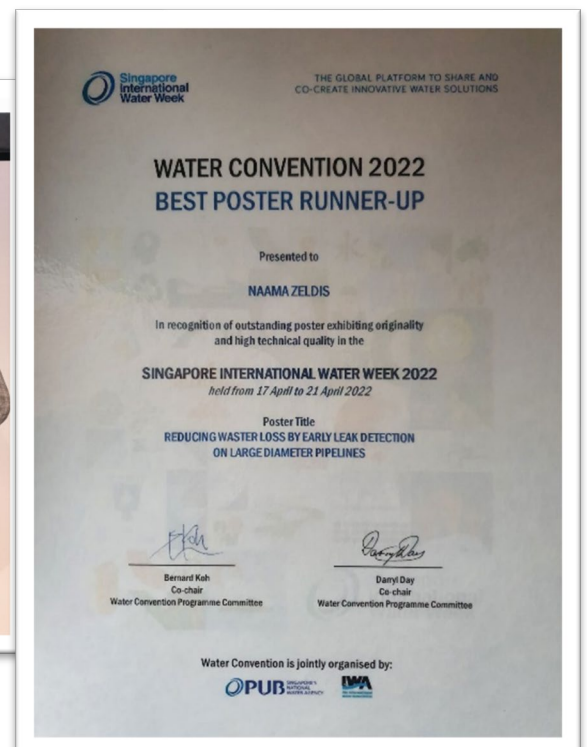 Singapore
International
Water Week
THE GLOBAL PLATFORM TO SHARE AND
CO-CREATE INNOVATIVE WATER SOLUTIONS
WATER CONVENTION 2022
BEST POSTER RUNNER-UP
Presented to
NAAMA ZELDIS
In recognition of outstanding poster exhibiting originality
and high technical quality in the
SINGAPORE INTERNATIONAL WATER WEEK 2022
held from 17 April to 21 April 2022
Poster Title
REDUCING WASTER LOSS BY EARLY LEAK DETECTION
ON LARGE DIAMETER PIPELINES
Bernard Koh
Co-chair
Water Convention Programme Committee
Darryl Day
Co-chair
Water Convention Programme Committee
Water Convention is jointly organised by:
PUB SINGAPORE'S
NATIONAL
WATER AGENCY
IWA